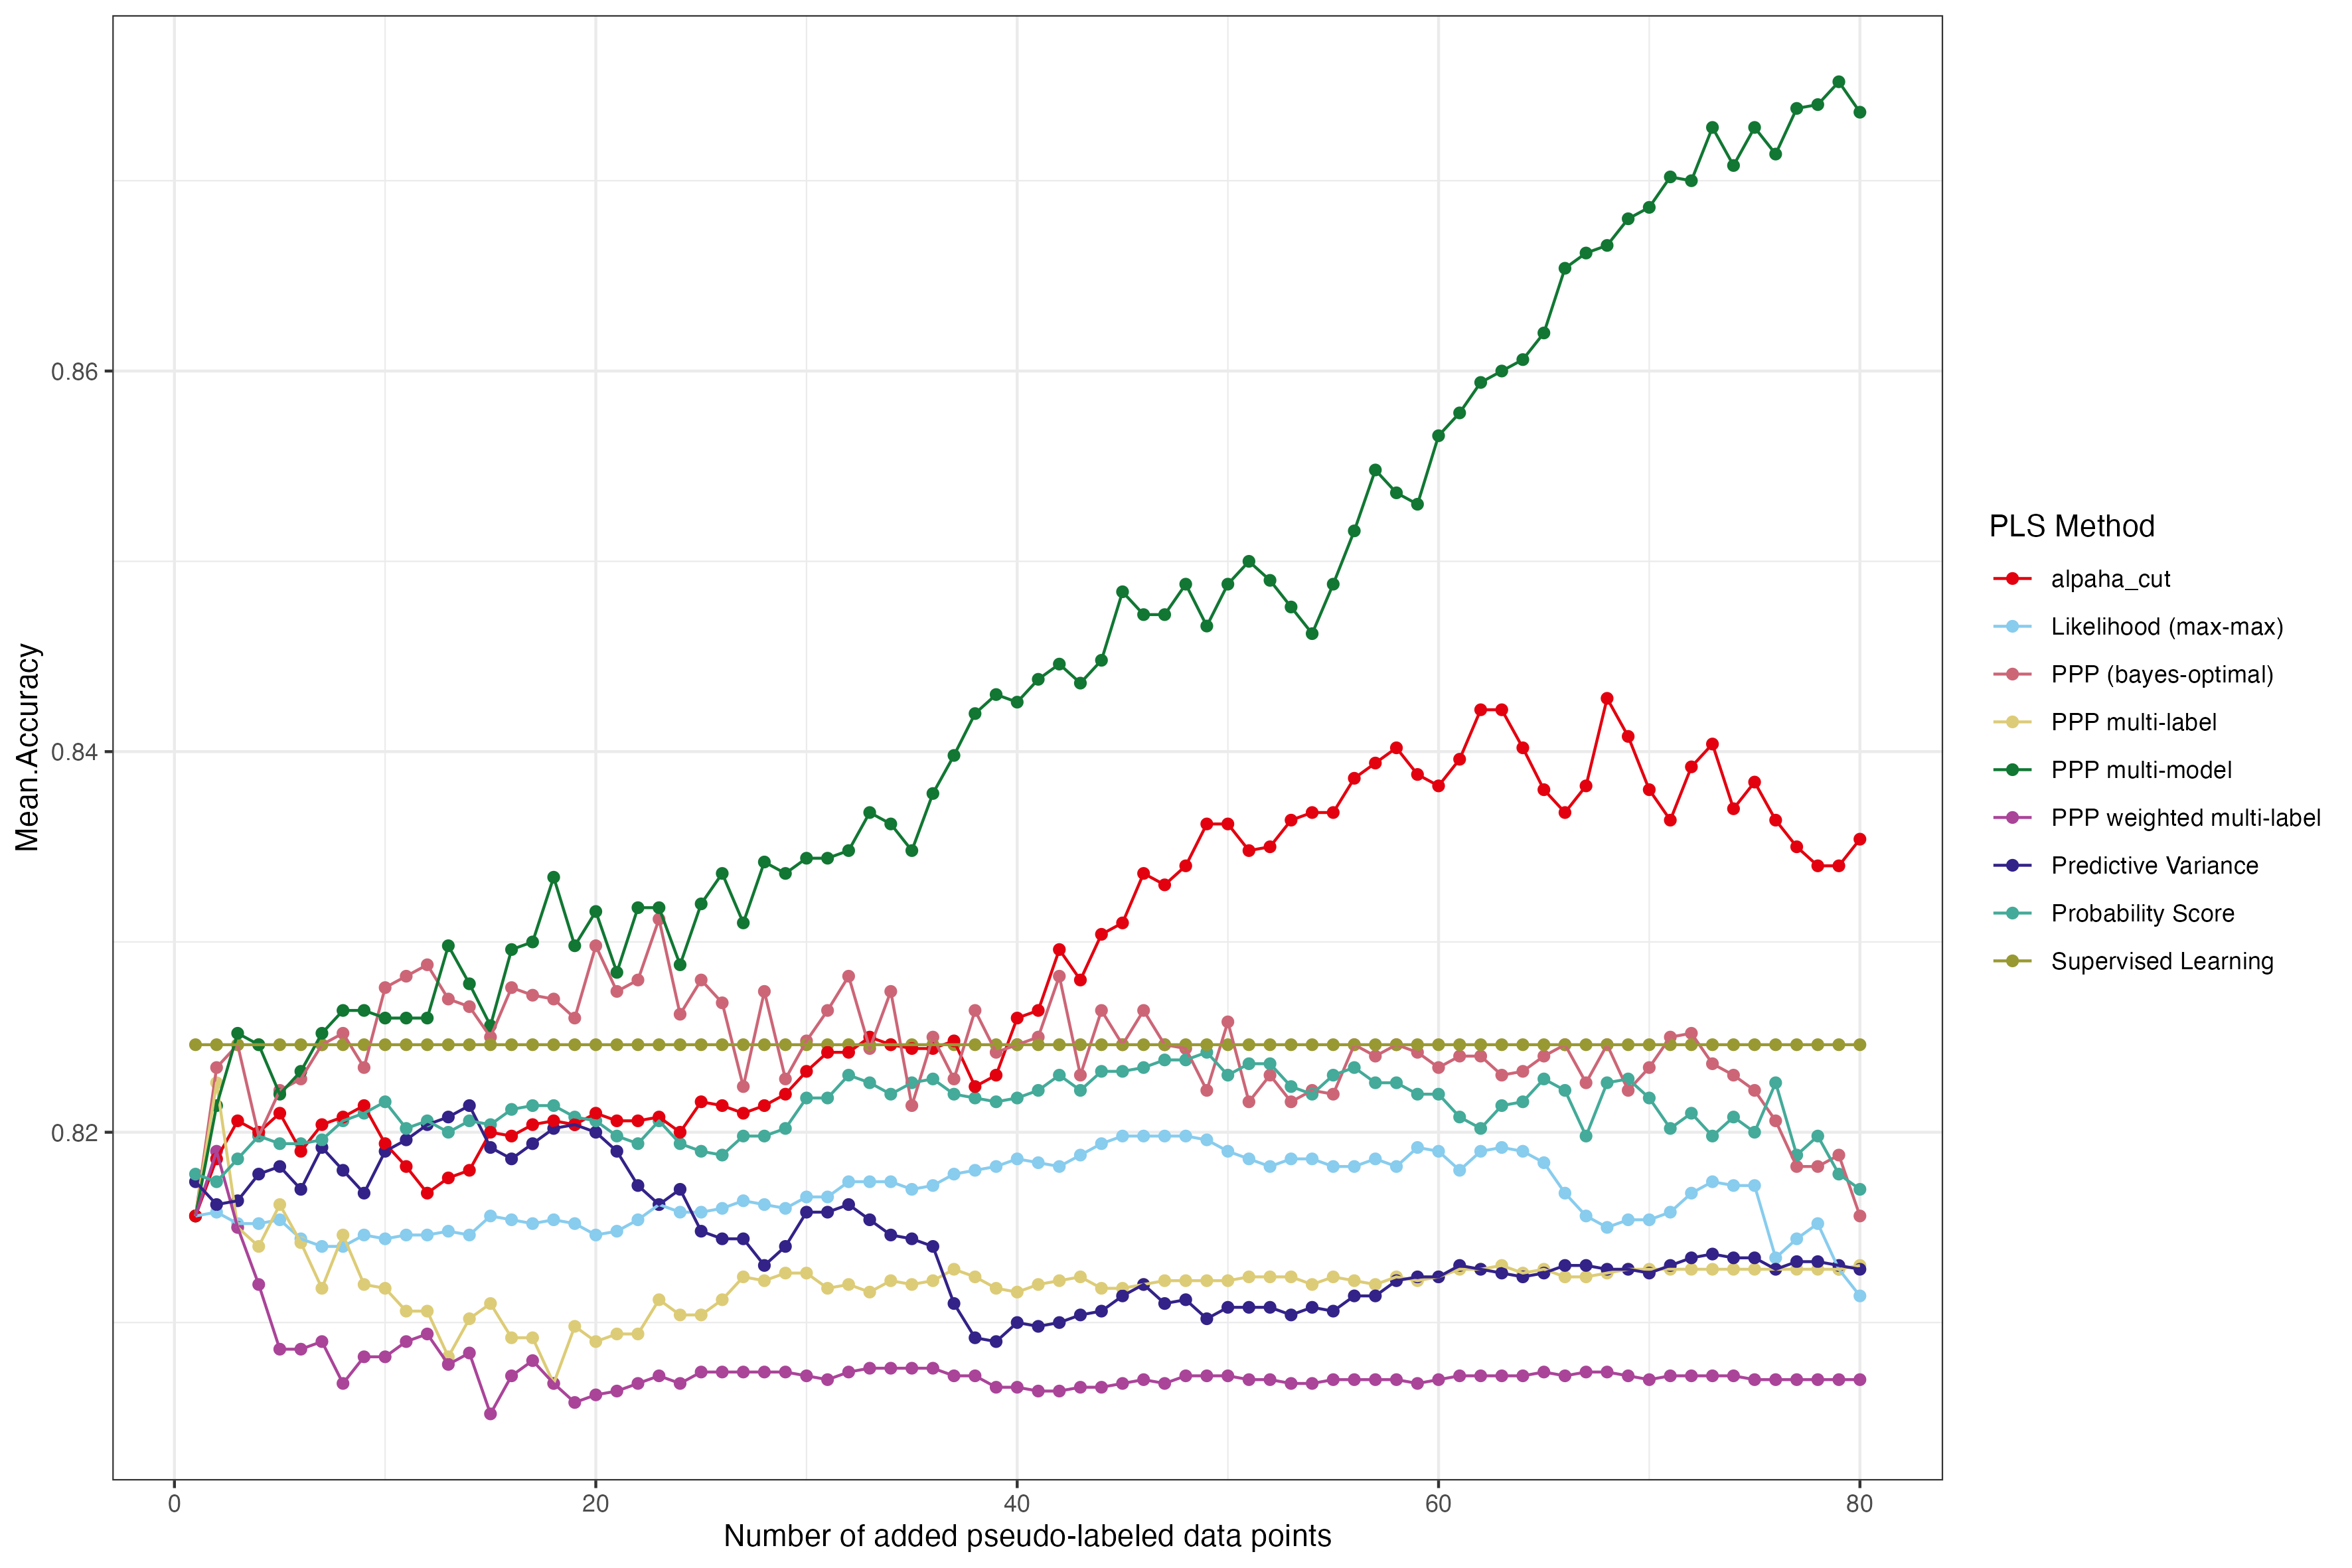 Mean.Accuracy
0.86
0.84
0.82
0
20
40
60
80
Number of added pseudo-labeled data points
PLS Method
alpaha_cut
Likelihood (max-max)
PPP (bayes-optimal)
PPP multi-label
PPP multi-model
PPP weighted multi-label
Predictive Variance
Probability Score
Supervised Learning